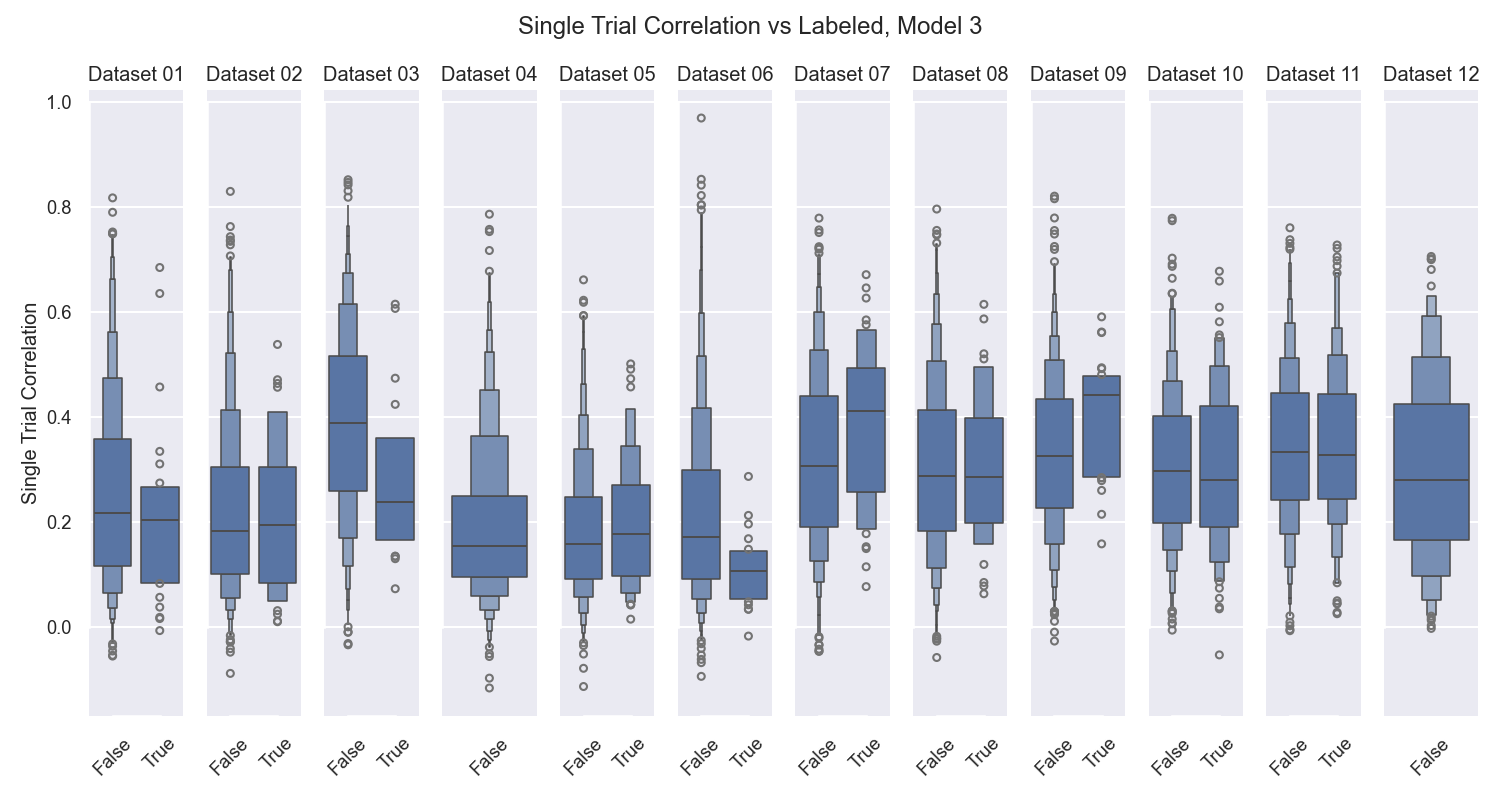 Single Trial Correlation vs Labeled, Model 3
Dataset 01 Dataset 02 Dataset 03 Dataset 04 Dataset 05 Dataset 06 Dataset 07 Dataset 08 Dataset 09 Dataset 10 Dataset 11 Dataset 12
Single Trial Correlation
1.0
0.8
0.6
0.4
0.2
0.0
False True False True False True False False True False True False True False True False True False True False True False